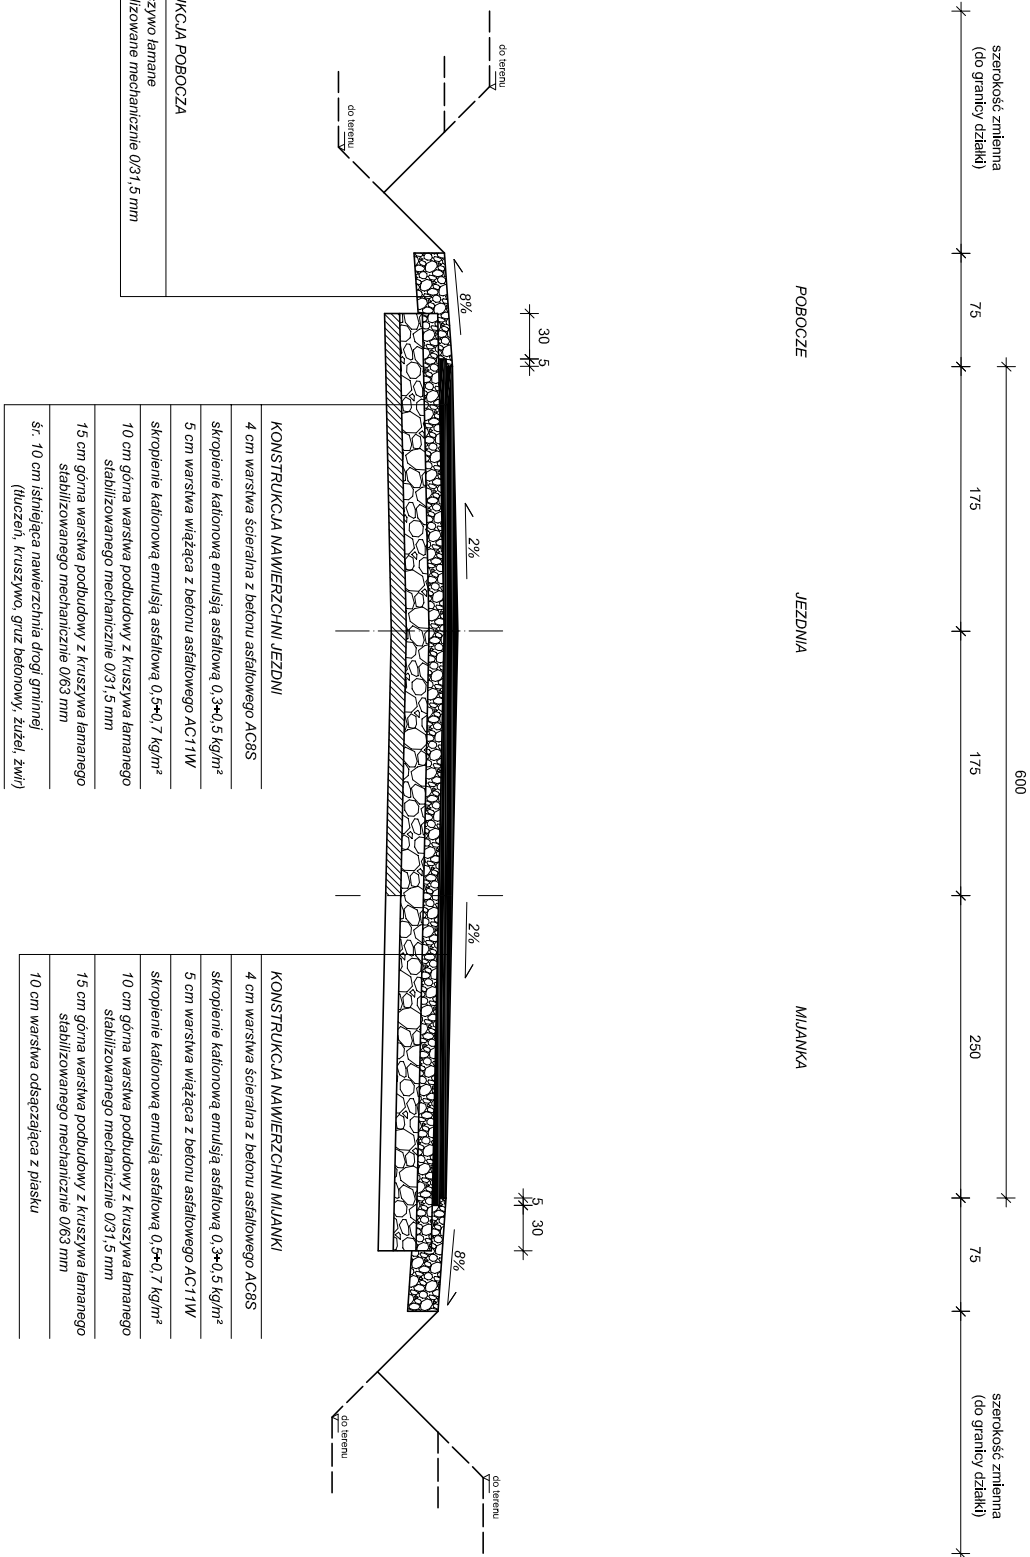 szerokość zmienna
(do granicy działki)
75
175
175
250
75
szerokość zmienna
(do granicy działki)
600
POBOCZE
JEZDNIA
MIJANKA
30
5
5
30
do terenu
do terenu
8%
2%
2%
8%
do terenu
do terenu
KCJA POBOCZA
zywo łamane
lizowane mechanicznie 0/31,5 mm
KONSTRUKCJA NAWIERZCHNI JEZDNI
4 cm warstwa ścieralna z betonu asfaltowego AC8S
skropienie kationową emulsją asfaltową 0,3÷0,5 kg/m²
5 cm warstwa wiążąca z betonu asfaltowego AC11W
skropienie kationową emulsją asfaltową 0,5÷0,7 kg/m²
10 cm górna warstwa podbudowy z kruszywa łamanego
stabilizowanego mechanicznie 0/31,5 mm
15 cm górna warstwa podbudowy z kruszywa łamanego
stabilizowanego mechanicznie 0/63 mm
śr. 10 cm istniejąca nawierzchnia drogi gminnej
(tłuczeń, kruszywo, gruz betonowy, żużel, żwir)
KONSTRUKCJA NAWIERZCHNI MIJANKI
4 cm warstwa ścieralna z betonu asfaltowego AC8S
skropienie kationową emulsją asfaltową 0,3÷0,5 kg/m²
5 cm warstwa wiążąca z betonu asfaltowego AC11W
skropienie kationową emulsją asfaltową 0,5÷0,7 kg/m²
10 cm górna warstwa podbudowy z kruszywa łamanego
stabilizowanego mechanicznie 0/31,5 mm
15 cm górna warstwa podbudowy z kruszywa łamanego
stabilizowanego mechanicznie 0/63 mm
10 cm warstwa odsączająca z piasku